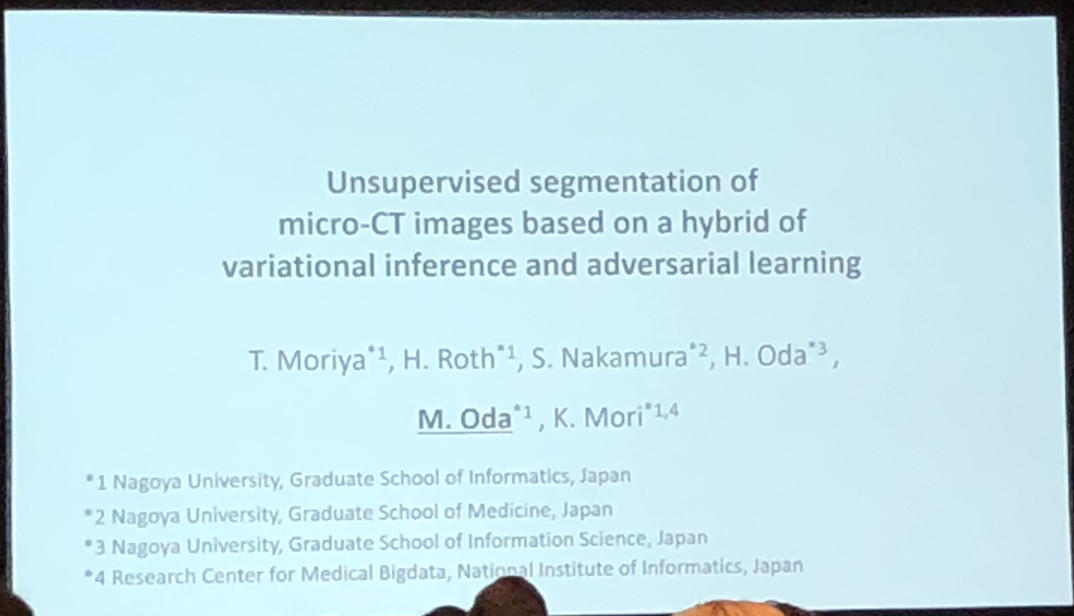 Unsupervised segmentation of
micro-CT images based on a hybrid of
variational inference and adversarial learning
T. Moriya*1, H. Roth*1, S. Nakamura*2, H. Oda*3,
M. Oda*1, K. Mori*1,4
*1 Nagoya University, Graduate School of Informatics, Japan
*2 Nagoya University, Graduate School of Medicine, Japan
*3 Nagoya University, Graduate School of Information Science, Japan
*4 Research Center for Medical Bigdata, National Institute of Informatics, Japan